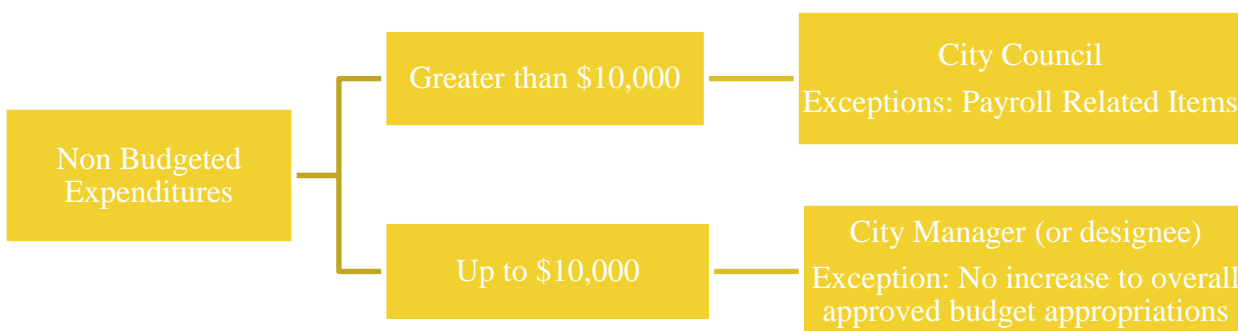 Non Budgeted
Expenditures
Greater than $10,000
City Council
Exceptions: Payroll Related Items
Up to $10,000
City Manager (or designee)
Exception: No increase to overall
approved budget appropriations